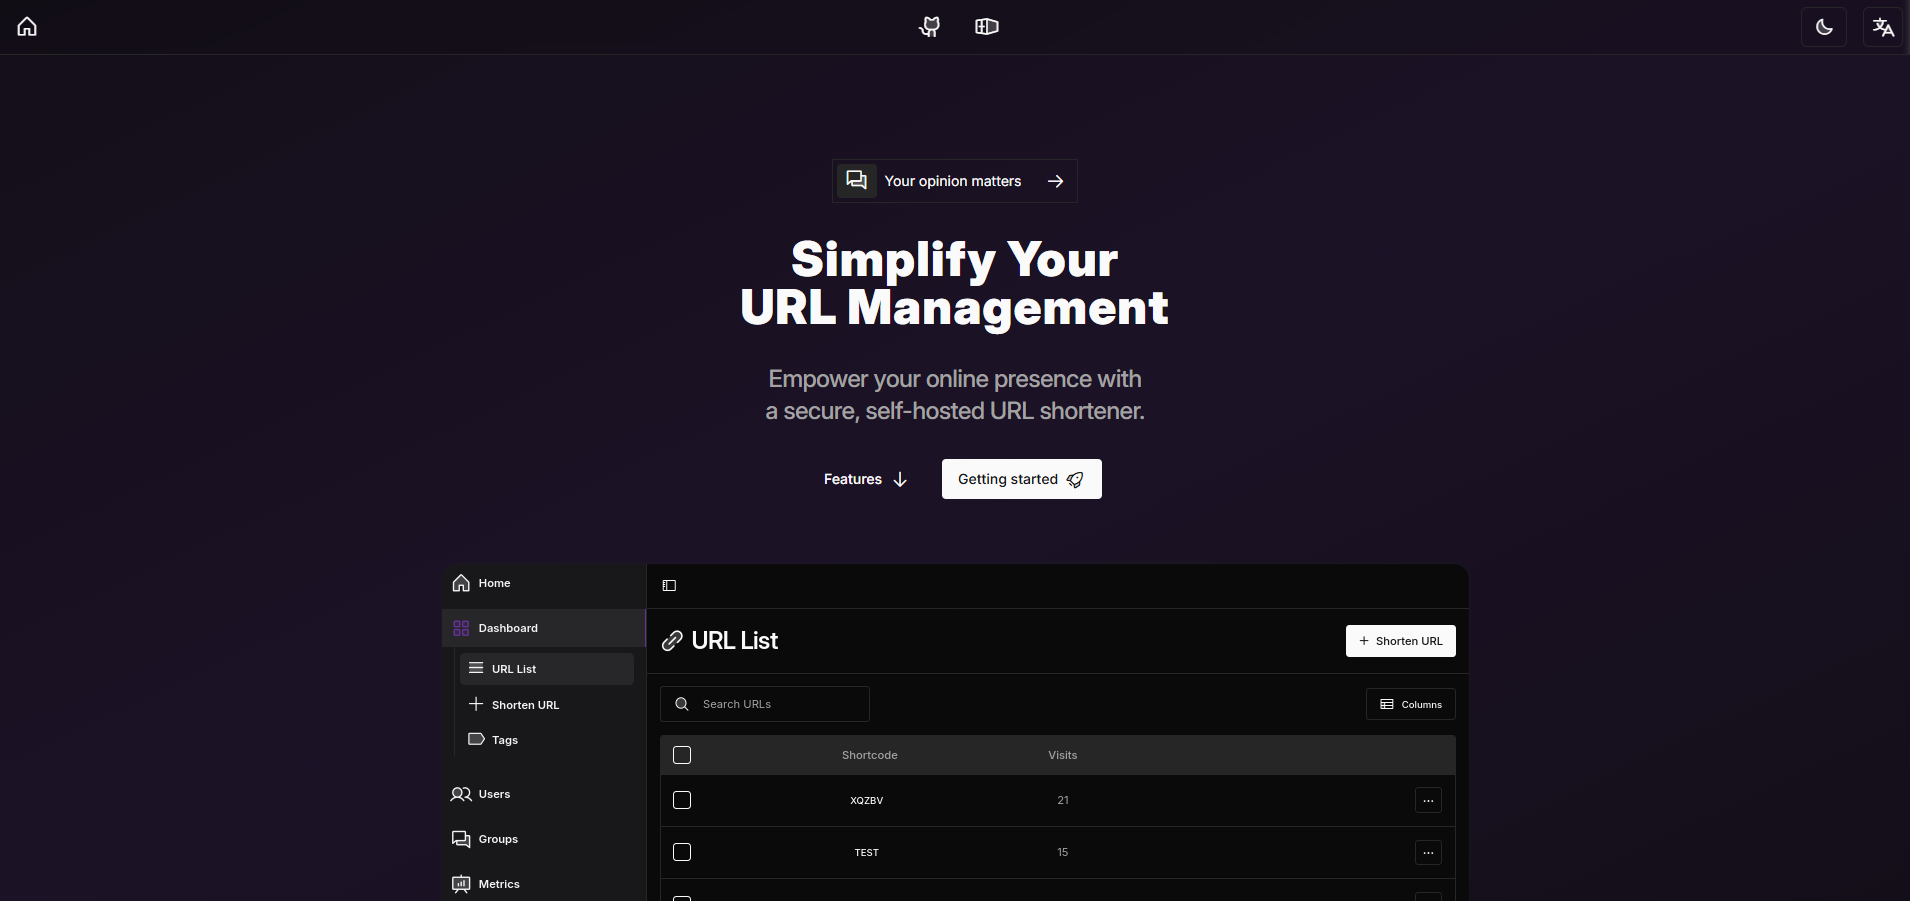 Your opinion matters
Simplify Your
URL Management
Empower your online presence with
a secure, self-hosted URL shortener.
Features
Getting started
Home
Dashboard
URL List
Shorten URL
Tags
Users
Groups
Metrics
URL List
Shorten URL
Search URLs
Columns
Shortcode Visits
XQZBV 21
TEST 15